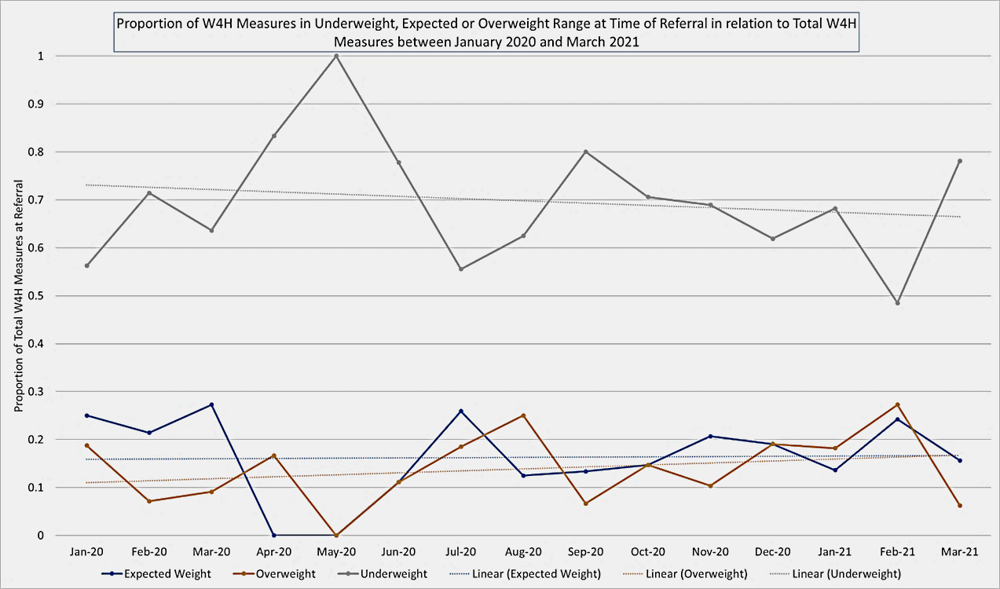 Proportion of W4H Measures in Underweight, Expected or Overweight Range at Time of Referral in relation to Total W4H
Measures between January 2020 and March 2021
Proportion of Total W4H Measures at Referral
1
0.9
0.8
0.7
0.6
0.5
0.4
0.3
0.2
0.1
0
Jan-20 Feb-20 Mar-20 Apr-20 May-20 Jun-20 Jul-20 Aug-20 Sep-20 Oct-20 Nov-20 Dec-20 Jan-21 Feb-21 Mar-21
Expected Weight Overweight Underweight Linear (Expected Weight) Linear (Overweight) Linear (Underweight)